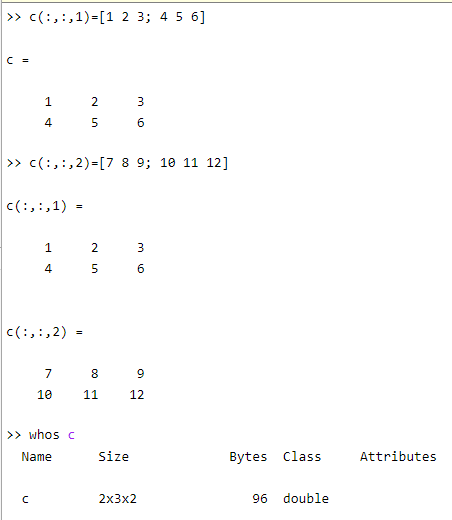 >> c(:,:,1)=[1 2 3; 4 5 6]
c =
1 2 3
4 5 6
>> c(:,:,2)=[7 8 9; 10 11 12]
c(:,:,1) =
1 2 3
4 5 6
c(:,:,2) =
7 8 9
10 11 12
>> whos c
Name Size Bytes Class Attributes
c 2x3x2 96 double